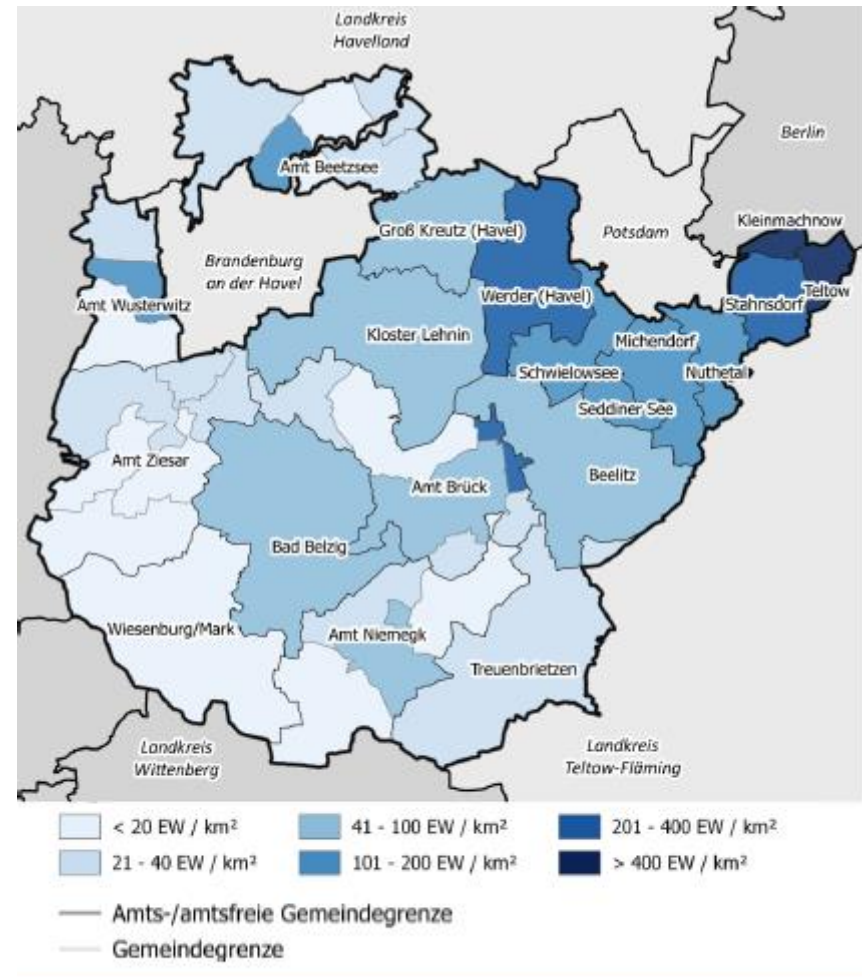 Landkreis
Havelland
Berlin
Amt Beetzsee
Kleinmachnow
Groß Kreutz (Havel)
Potsdam
Brandenburg
an der Havel
Teltow
Werder (Havel)
Stahnsdorf
Amt Wusterwitz
Kloster Lehnin
Michendorf
Schwielowsee
Nuthetal
Seddiner See
Amt Ziesar
Beelitz
Amt Brück
Bad Belzig
Wiesenburg/Mark
Amt Niemegk
Treuenbrietzen
Landkreis
Wittenberg
Landkreis
Teltow-Fläming
< 20 EW / km²
41 - 100 EW / km²
201 - 400 EW / km²
21 - 40 EW / km²
101 - 200 EW / km²
> 400 EW / km²
Amts-/amtsfreie Gemeindegrenze
Gemeindegrenze